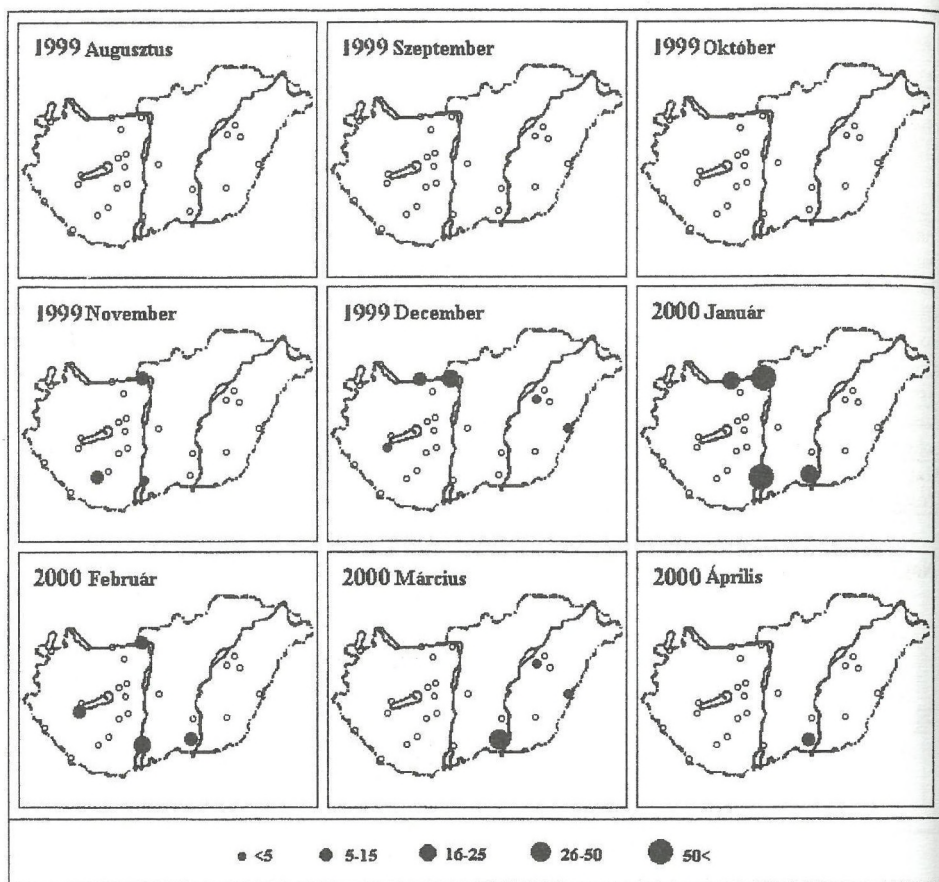 1999 Augusztus
1999 Szeptember
1999 Október
1999 November
1999 December
2000 Január
2000 Február
2000 Március
2000 Április
<5
5-15
16-25
26-50
50<